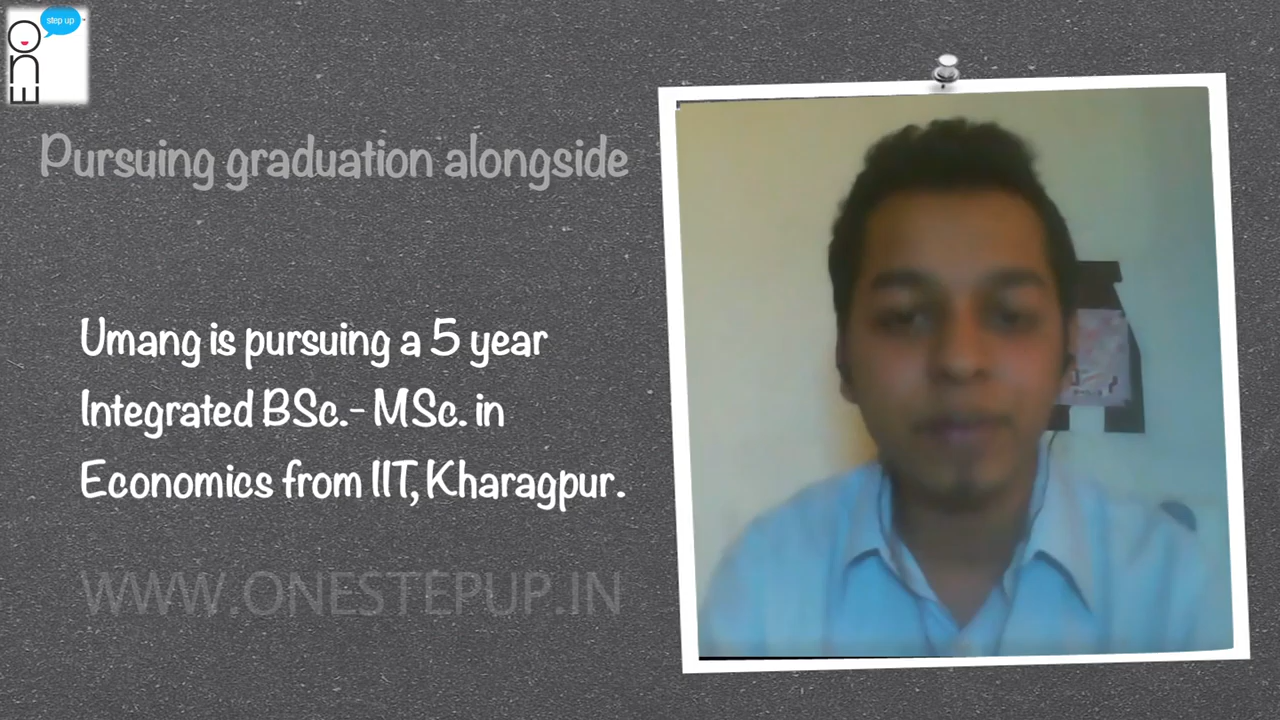 step up
one
Pursuing graduation alongside
Umang is pursuing a 5 year
Integrated BSc.- MSc. in
Economics from IIT, Kharagpur.
WWW.ONESTEPUP.IN